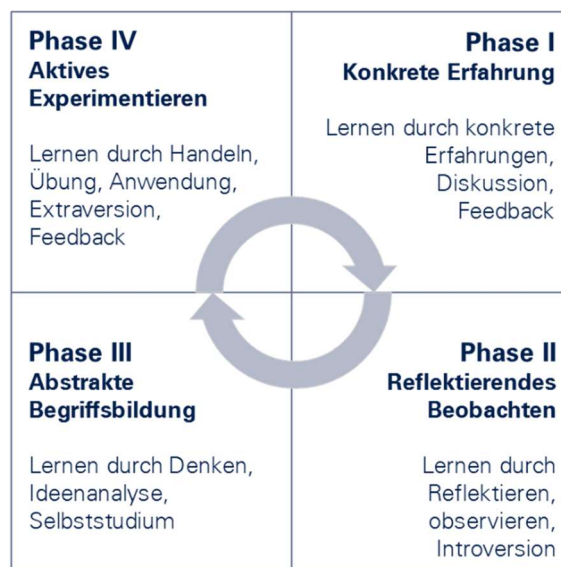 Phase IV
Aktives
Experimentieren
Lernen durch Handeln,
Übung, Anwendung,
Extraversion,
Feedback
Phase I
Konkrete Erfahrung
Lernen durch konkrete
Erfahrungen,
Diskussion,
Feedback
Phase III
Abstrakte
Begriffsbildung
Lernen durch Denken,
Ideenanalyse,
Selbststudium
Phase II
Reflektierendes
Beobachten
Lernen durch
Reflektieren,
observieren,
Introversion